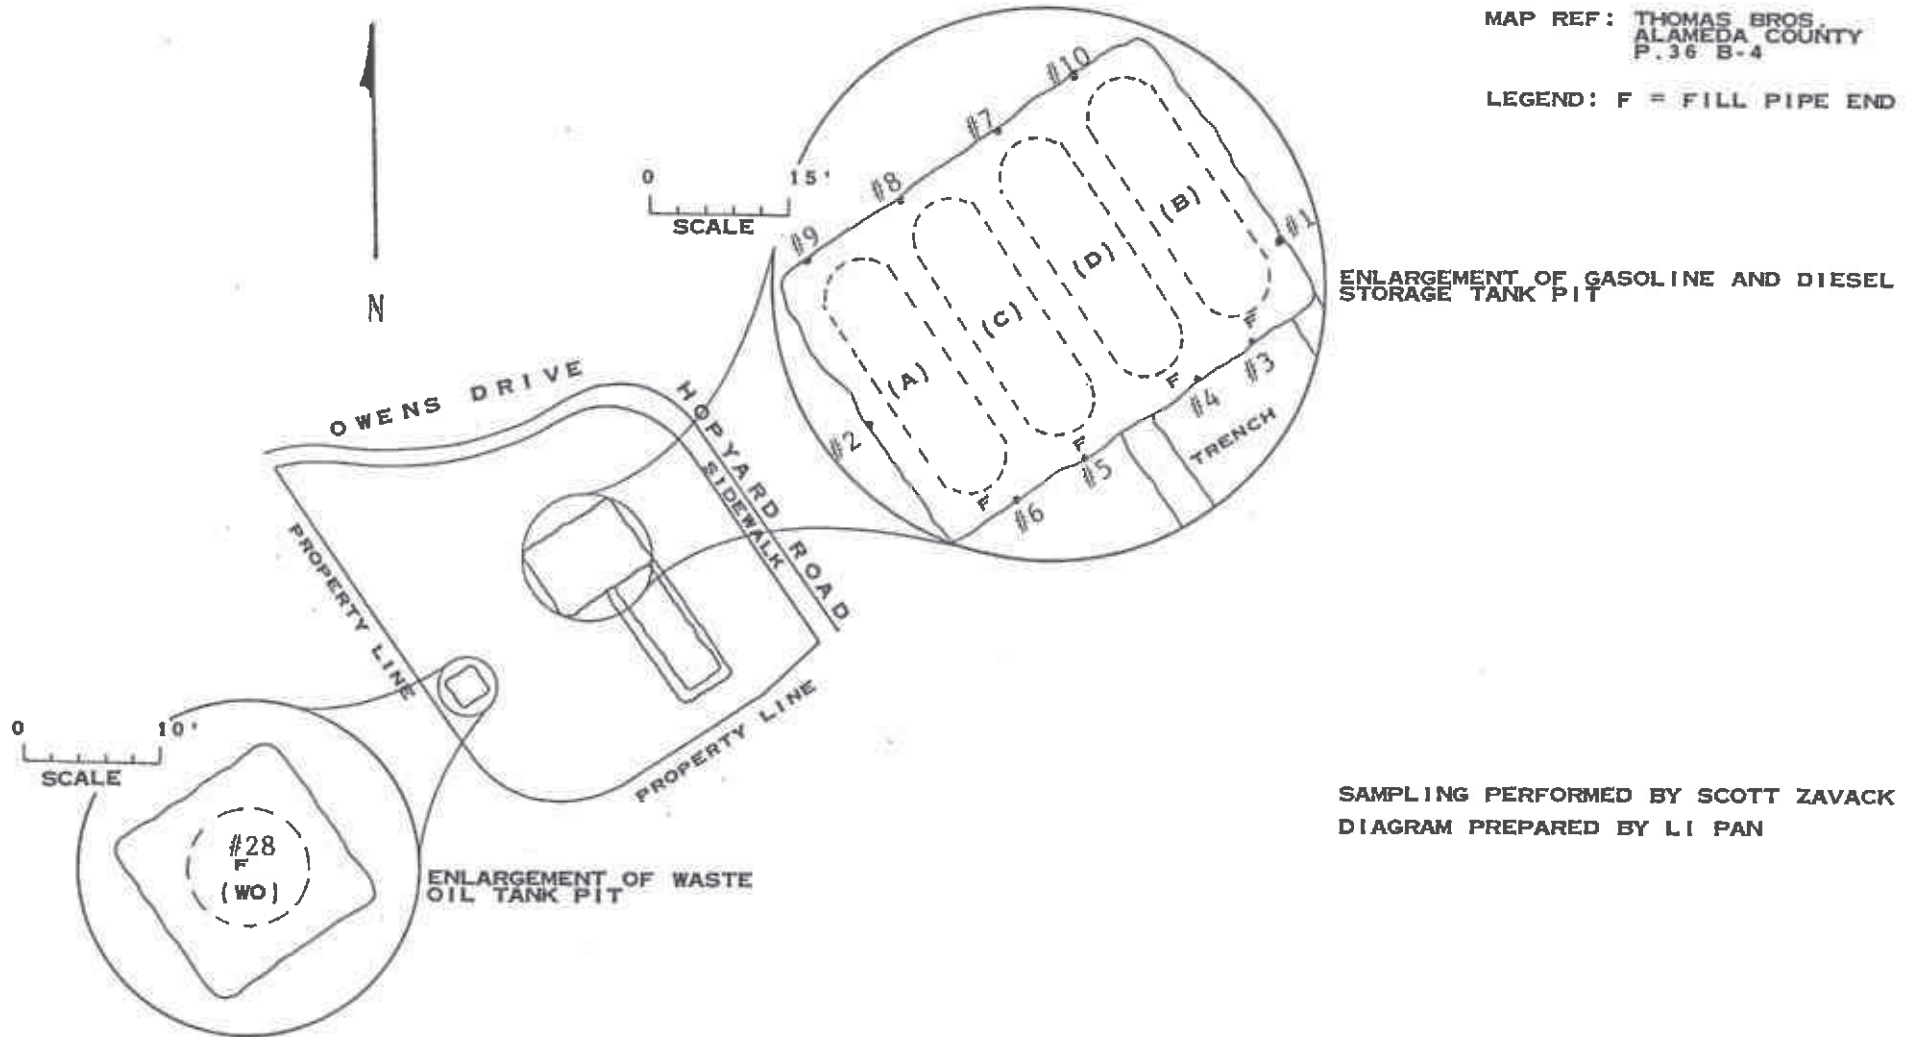 MAP REF: THOMAS BROS.
ALAMEDA COUNTY
P.36 B-4
LEGEND: F = FILL PIPE END
N
0 15'
SCALE
#10
#7
#8
#9
(B)
#1
(D)
(C)
(A)
#2
F
#3
F
#4
F
#5
F
#6
TRENCH
ENLARGEMENT OF GASOLINE AND DIESEL
STORAGE TANK PIT
OWENS DRIVE
HOPYARD ROAD
SIDEWALK
PROPERTY LINE
PROPERTY LINE
0 10'
SCALE
#28
F
(WO)
ENLARGEMENT OF WASTE
OIL TANK PIT
SAMPLING PERFORMED BY SCOTT ZAVACK
DIAGRAM PREPARED BY LI PAN